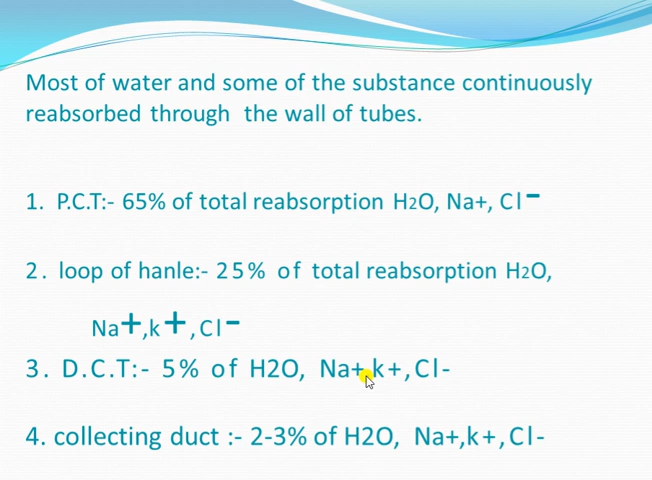 Most of water and some of the substance continuously
reabsorbed through the wall of tubes.
1. P.C.T:- 65% of total reabsorption H2O, Na+, Cl-
2. loop of hanle:- 25% of total reabsorption H2O,
Na+,k+,Cl-
3. D.C.T:- 5% of H2O, Na+,k+,Cl-
4. collecting duct :- 2-3% of H2O, Na+,k+,Cl-